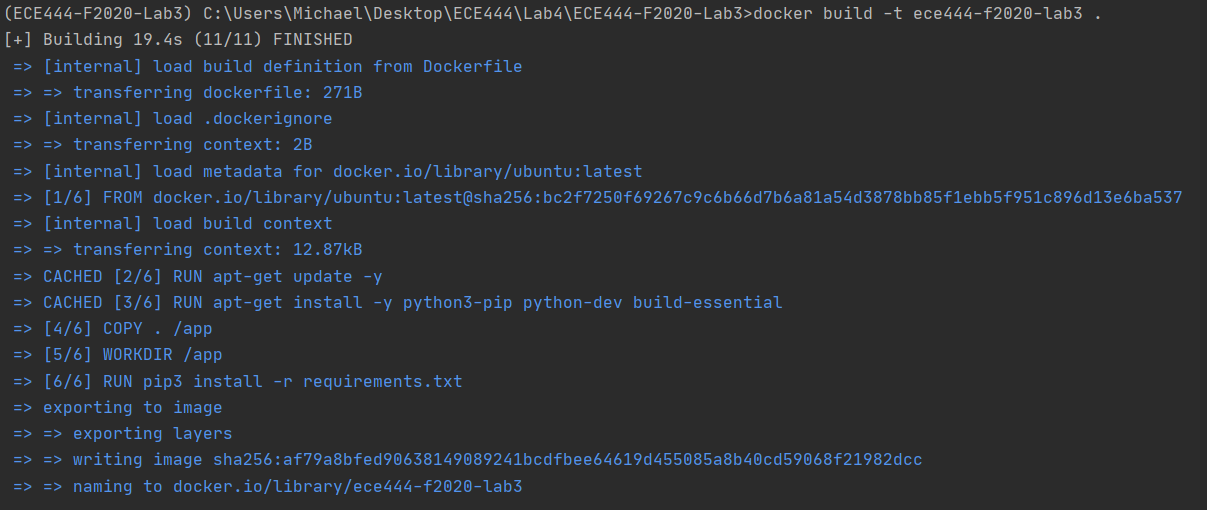 (ECE444-F2020-Lab3) C:\Users\Michael\Desktop\ECE444\Lab4\ECE444-F2020-Lab3>docker build -t ece444-f2020-lab3 .
[+] Building 19.4s (11/11) FINISHED
=> [internal] load build definition from Dockerfile
=> => transferring dockerfile: 271B
=> [internal] load .dockerignore
=> => transferring context: 2B
=> [internal] load metadata for docker.io/library/ubuntu:latest
=> [1/6] FROM docker.io/library/ubuntu:latest@sha256:bc2f7250f69267c9c6b66d7b6a81a54d3878bb85f1ebb5f951c896d13e6ba537
=> [internal] load build context
=> => transferring context: 12.87kB
=> CACHED [2/6] RUN apt-get update -y
=> CACHED [3/6] RUN apt-get install -y python3-pip python-dev build-essential
=> [4/6] COPY . /app
=> [5/6] WORKDIR /app
=> [6/6] RUN pip3 install -r requirements.txt
=> exporting to image
=> => exporting layers
=> => writing image sha256:af79a8bfed90638149089241bcdfbee64619d455085a8b40cd59068f21982dcc
=> => naming to docker.io/library/ece444-f2020-lab3